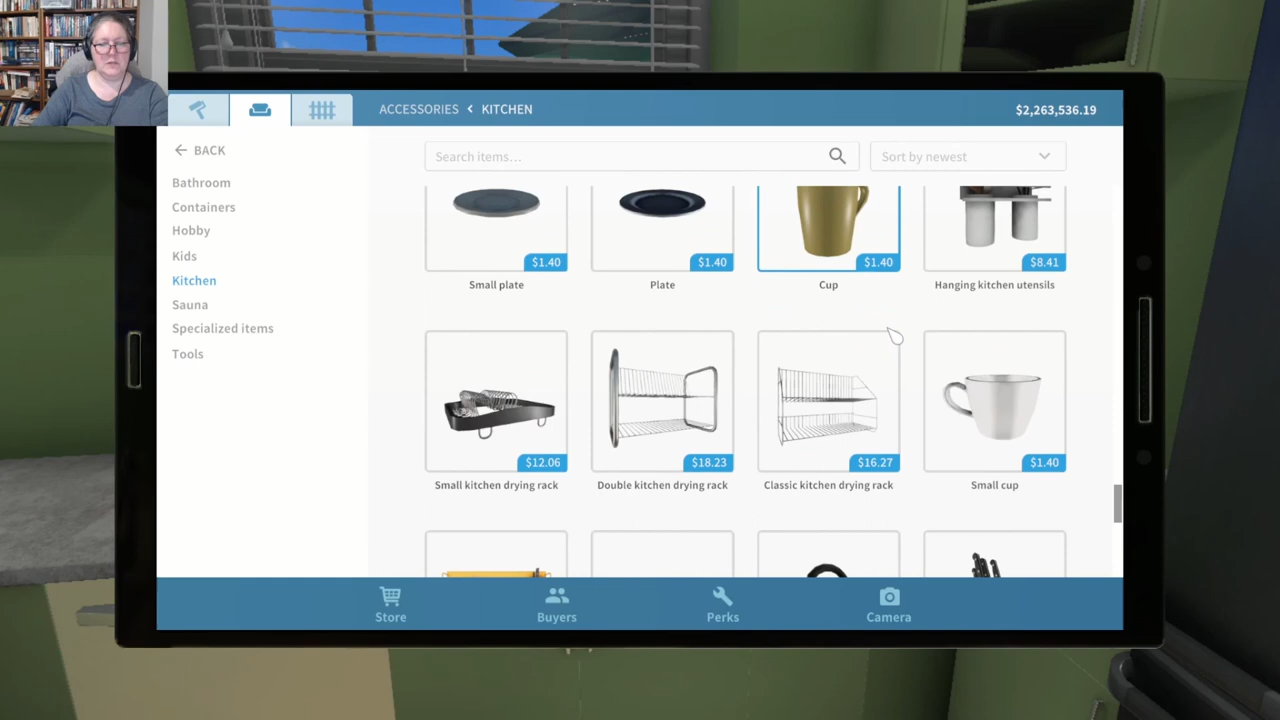 ACCESSORIES < KITCHEN
$2,263,536.19
BACK
Search items...
Sort by newest
Bathroom
Containers
Hobby
Kids
Kitchen
Sauna
Specialized items
Tools
$1.40
$1.40
$1.40
$8.41
Small plate
Plate
Cup
Hanging kitchen utensils
$12.06
$18.23
$16.27
$1.40
Small kitchen drying rack
Double kitchen drying rack
Classic kitchen drying rack
Small cup
Store
Buyers
Perks
Camera